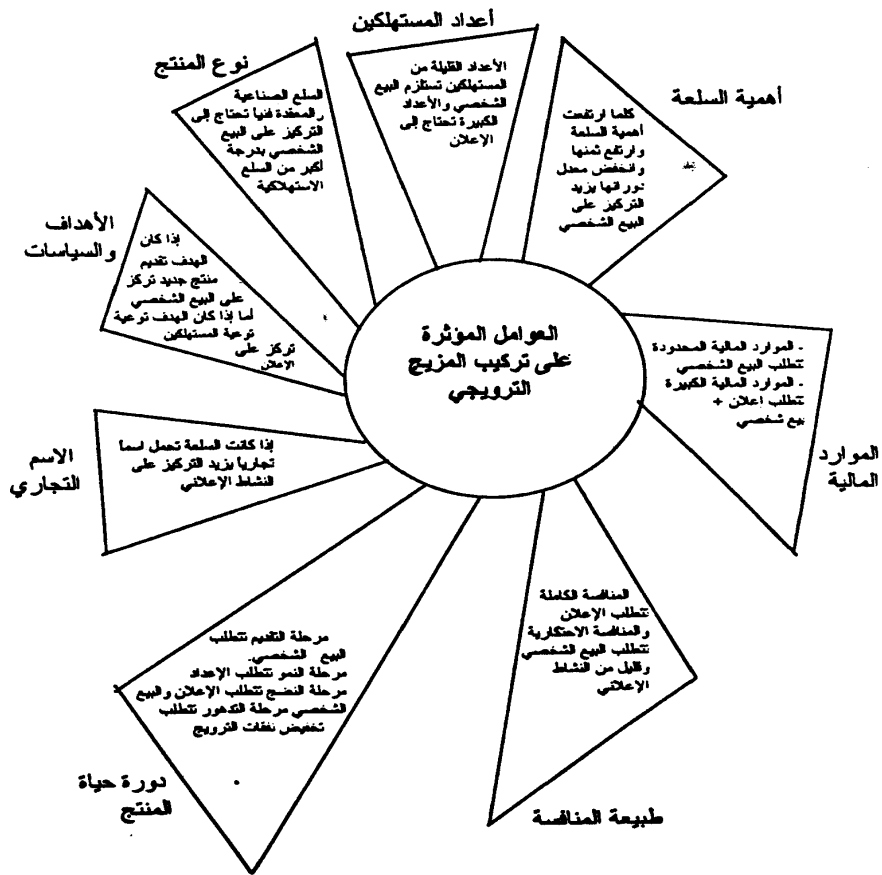 أعداد المستهلكين
الأعداد القليلة من
المستهلكين تستلزم البيع
الشخصي والأعداد
الكبيرة تحتاج إلى
الإعلان
أهمية السلعة
كلما ارتفعت
أهمية السلعة
وارتفع ثمنها
وانخفض معدل
دورانها يزيد
التركيز على
البيع الشخصي
الموارد
المالية
- الموارد المالية المحدودة
تتطلب البيع الشخصي
- الموارد المالية الكبيرة
تتطلب إعلان +
بيع شخصي
طبيعة المنافسة
المنافسة الكاملة
تتطلب الإعلان
والمنافسة الاحتكارية
تتطلب البيع الشخصي
وقليل من النشاط
الإعلاني
دورة حياة
المنتج
مرحلة التقديم تتطلب
البيع الشخصي.
مرحلة النمو تتطلب الإعداد
مرحلة النضج تتطلب الإعلان والبيع
الشخصي مرحلة التدهور تتطلب
تخفيض نفقات الترويج
الاسم
التجاري
إذا كانت السلعة تحمل اسماً
تجارياً يزيد التركيز على
النشاط الإعلاني
الأهداف
والسياسات
إذا كان
الهدف تقديم
منتج جديد تركز
على البيع الشخصي
أما إذا كان الهدف توعية
توعية المستهلكين
تركز على
الإعلان
نوع المنتج
السلع الصناعية
والمعقدة فنياً تحتاج إلى
التركيز على البيع
الشخصي بدرجة
أكبر من السلع
الاستهلاكية
العوامل المؤثرة
على تركيب المزيج
الترويجي